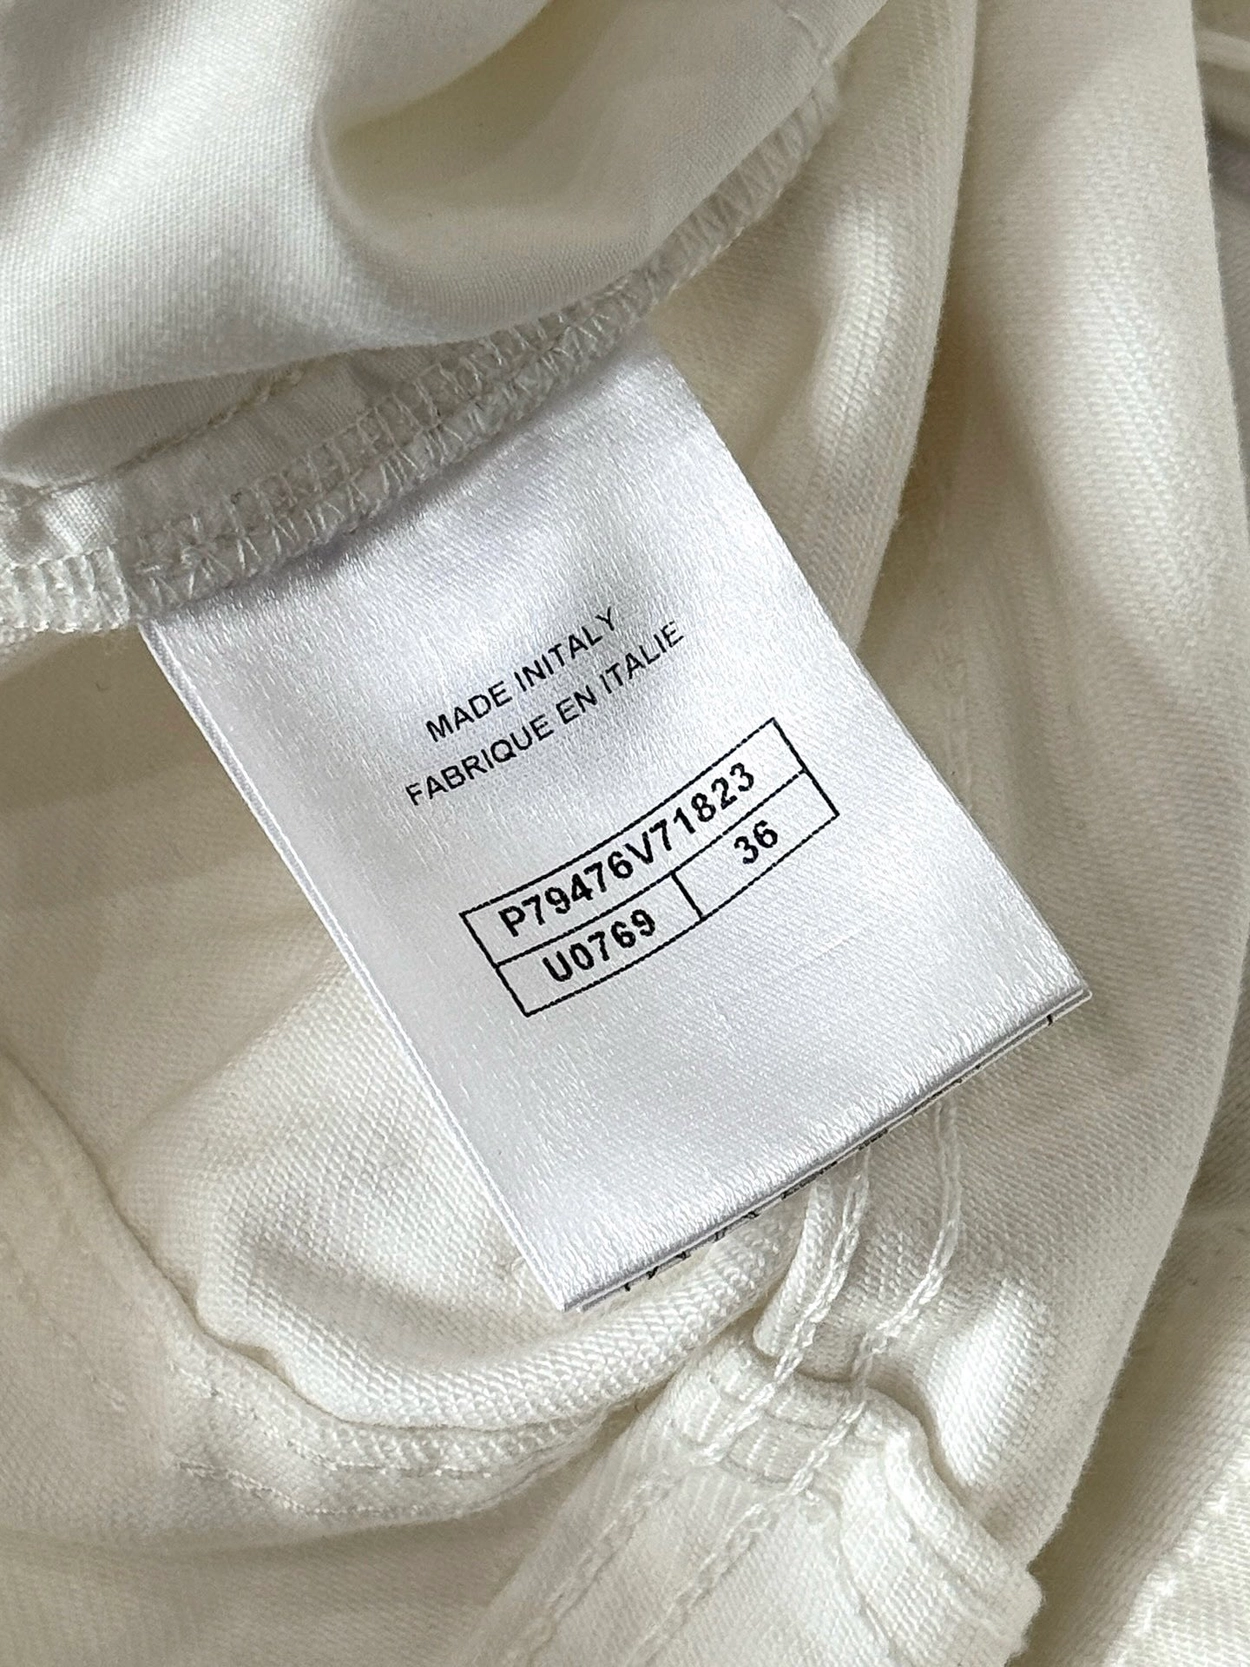 MADE INITALY
FABRIQUE EN ITALIE
P79476V71823
U0769 36